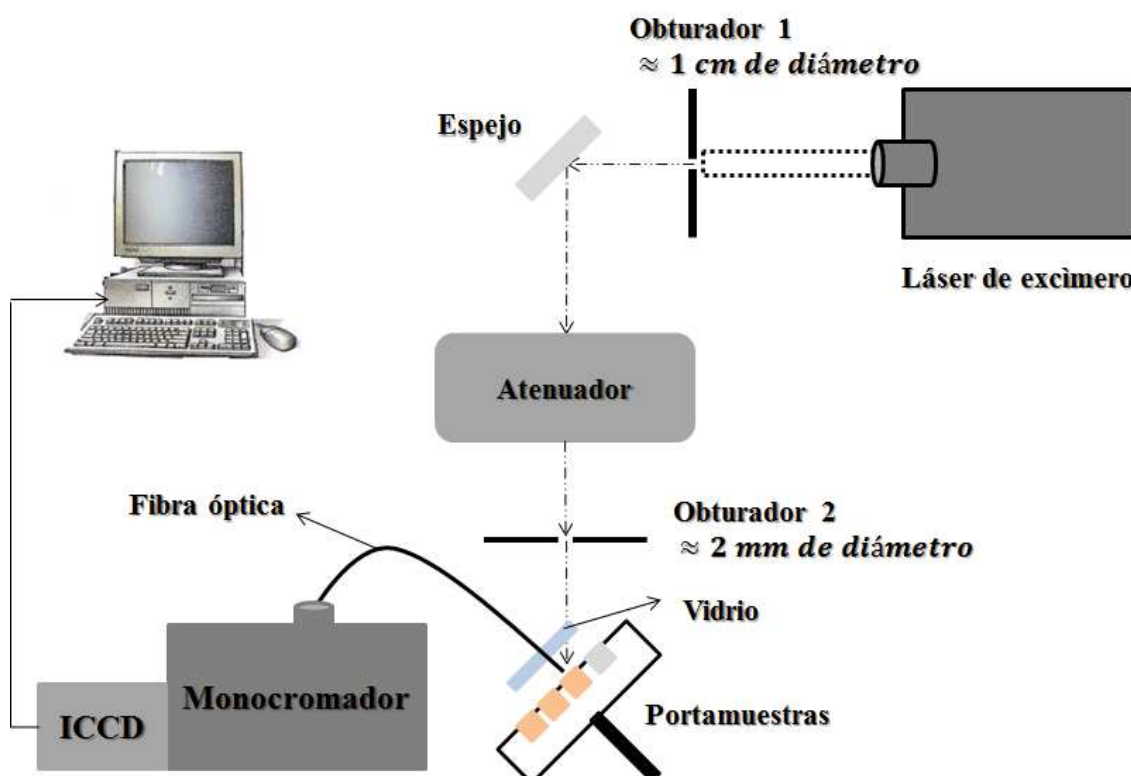 Obturador 1
≈ 1 cm de diámetro
Espejo
Láser de excìmero
Atenuador
Fibra óptica
Obturador 2
≈ 2 mm de diámetro
Vidrio
Monocromador
ICCD
Portamuestras